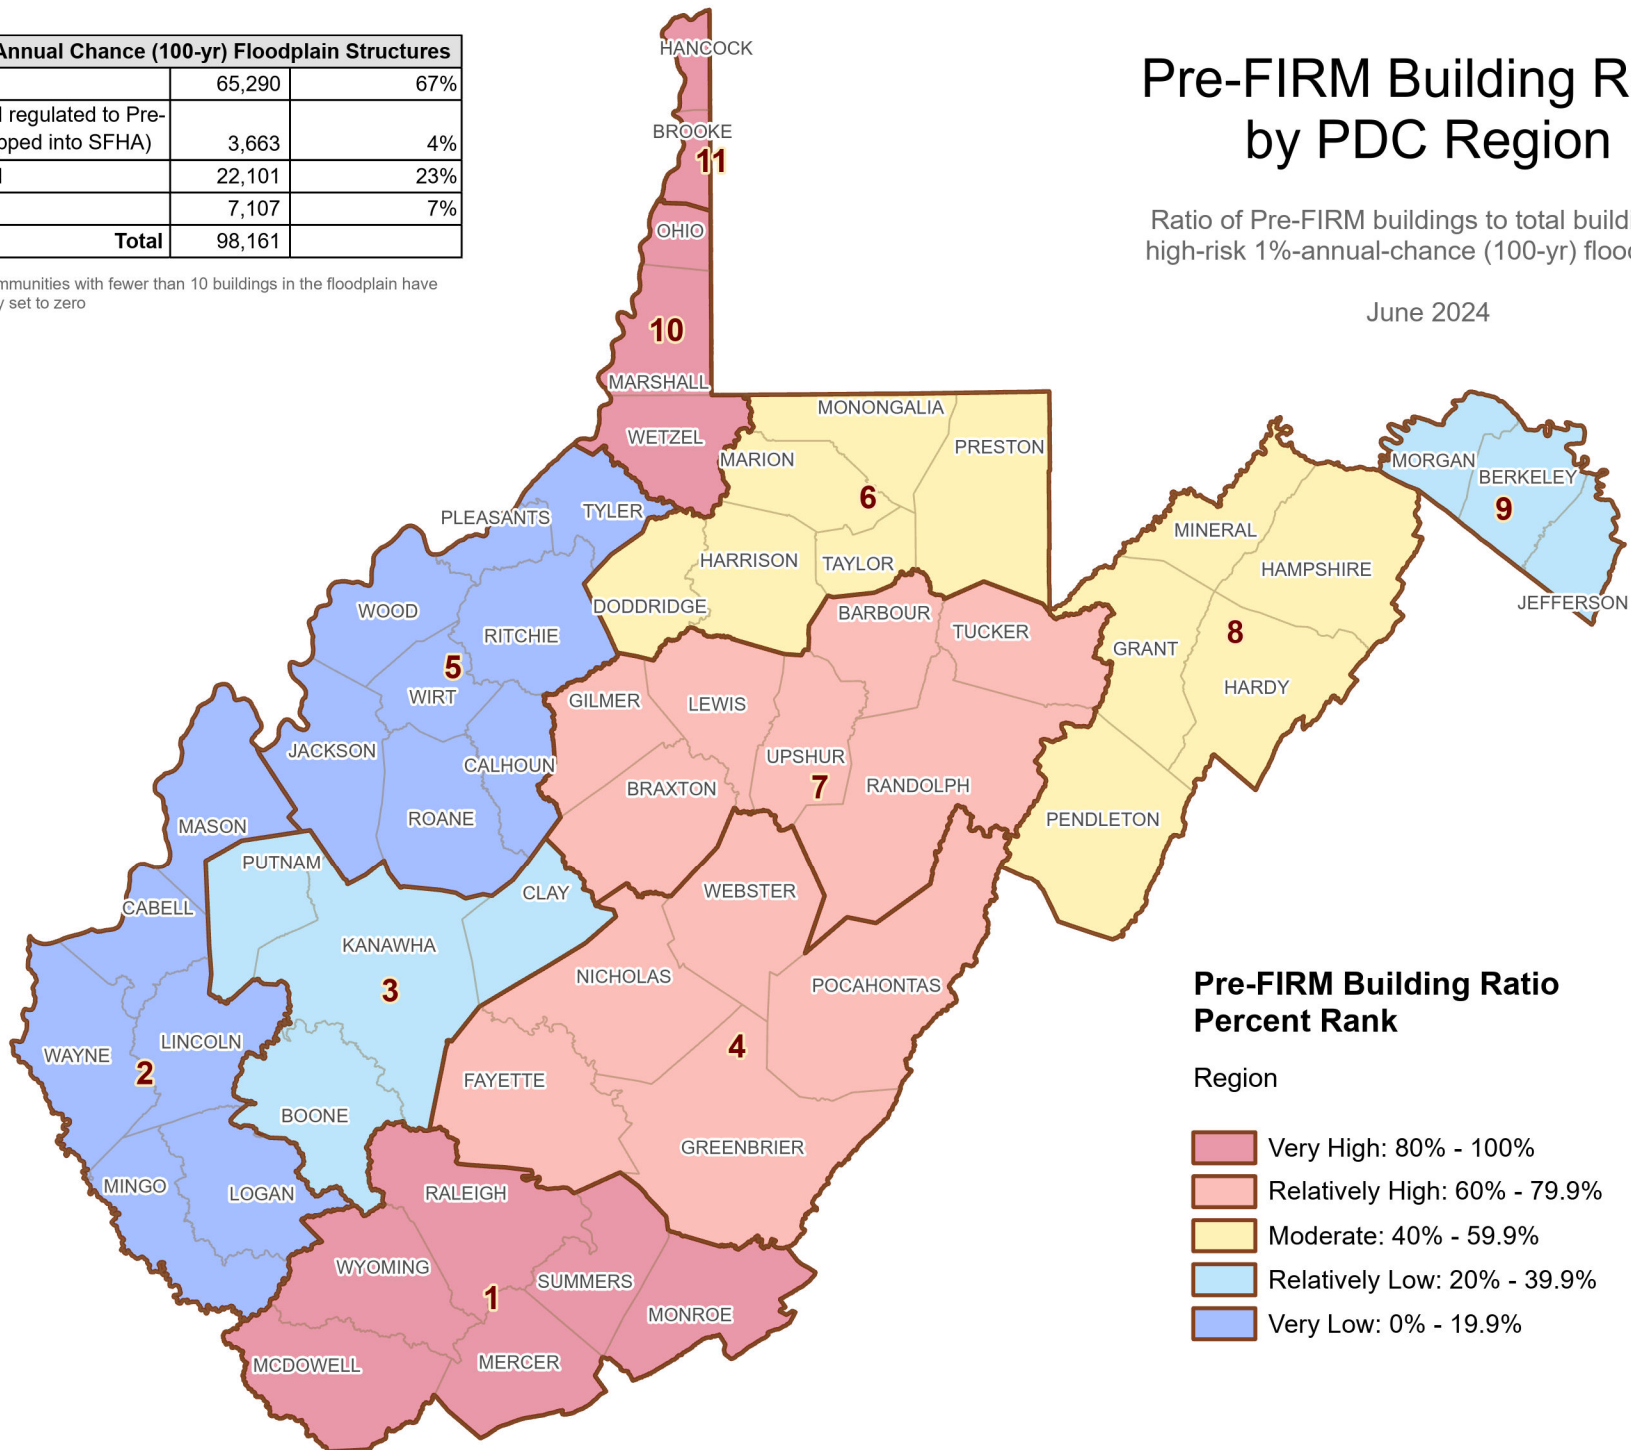 Annual Chance (100-yr) Floodplain Structures
65,290 67%
regulated to Pre-
pped into SFHA) 3,663 4%
22,101 23%
7,107 7%
Total 98,161
mmunities with fewer than 10 buildings in the floodplain have
y set to zero
Pre-FIRM Building R
by PDC Region
Ratio of Pre-FIRM buildings to total build
high-risk 1%-annual-chance (100-yr) floo
June 2024
HANCOCK
BROOKE
11
OHIO
10
MARSHALL
WETZEL
MONONGALIA
PRESTON
MARION
6
MORGAN
BERKELEY
9
JEFFERSON
PLEASANTS
TYLER
HARRISON
TAYLOR
DODDRIDGE
MINERAL
HAMPSHIRE
8
GRANT
HARDY
PENDLETON
WOOD
RITCHIE
5
WIRT
JACKSON
CALHOUN
ROANE
BARBOUR
TUCKER
GILMER
LEWIS
UPSHUR
7
BRAXTON
RANDOLPH
MASON
PUTNAM
CABELL
CLAY
KANAWHA
3
WEBSTER
NICHOLAS
POCAHONTAS
4
WAYNE
LINCOLN
2
BOONE
FAYETTE
GREENBRIER
MINGO
LOGAN
RALEIGH
WYOMING
SUMMERS
1
MONROE
MCDOWELL
MERCER
Pre-FIRM Building Ratio
Percent Rank
Region
Very High: 80% - 100%
Relatively High: 60% - 79.9%
Moderate: 40% - 59.9%
Relatively Low: 20% - 39.9%
Very Low: 0% - 19.9%